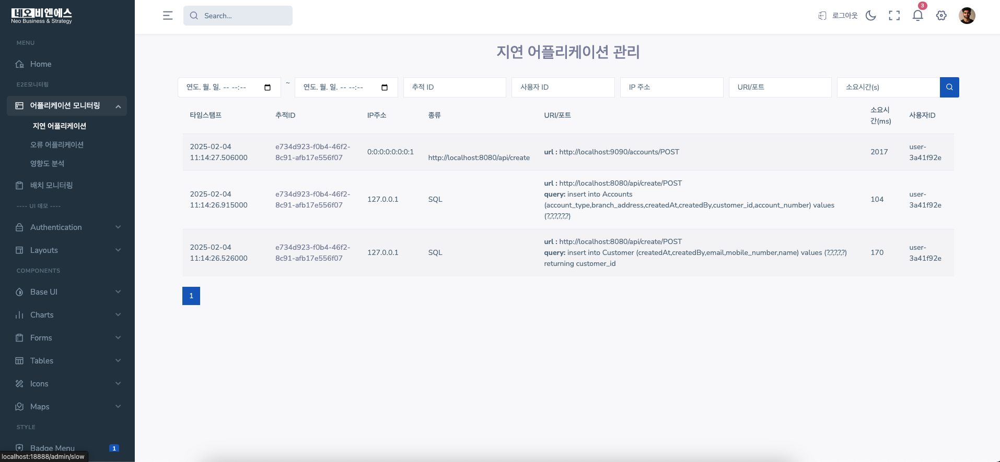 네오비엔에스
Neo Business & Strategy
Search...
로그아웃
3
MENU
Home
E2E모니터링
어플리케이션 모니터링
지연 어플리케이션
오류 어플리케이션
영향도 분석
배치 모니터링
---- UI 데모 ----
Authentication
Layouts
COMPONENTS
Base UI
Charts
Forms
Tables
Icons
Maps
STYLE
Badge Menu 1
localhost:18888/admin/slow
지연 어플리케이션 관리
연도. 월. 일. -- --:-- ~ 연도. 월. 일. -- --:-- 추적 ID 사용자 ID IP 주소 URI/포트 소요시간(s)
타임스탬프 추적ID IP주소 종류 URI/포트 소요시
간(ms) 사용자ID
2025-02-04
11:14:27.506000
e734d923-f0b4-46f2-
8c91-afb17e556f07
0:0:0:0:0:0:0:1
http://localhost:8080/api/create
url : http://localhost:9090/accounts/POST
2017
user-
3a41f92e
2025-02-04
11:14:26.915000
e734d923-f0b4-46f2-
8c91-afb17e556f07
127.0.0.1
SQL
url : http://localhost:8080/api/create/POST
query: insert into Accounts
(account_type,branch_address,createdAt,createdBy,customer_id,account_number) values
(?,?,?,?,?,?)
104
user-
3a41f92e
2025-02-04
11:14:26.526000
e734d923-f0b4-46f2-
8c91-afb17e556f07
127.0.0.1
SQL
url : http://localhost:8080/api/create/POST
query: insert into Customer (createdAt,createdBy,email,mobile_number,name) values (?,?,?,?,?)
returning customer_id
170
user-
3a41f92e
1